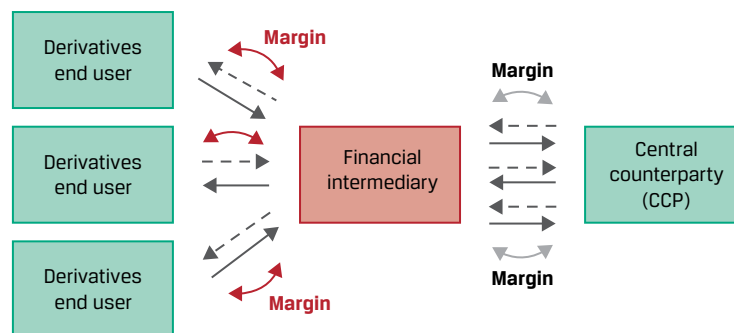 Derivatives
end user
Margin
Margin
Derivatives
end user
Financial
intermediary
Central
counterparty
(CCP)
Derivatives
end user
Margin
Margin